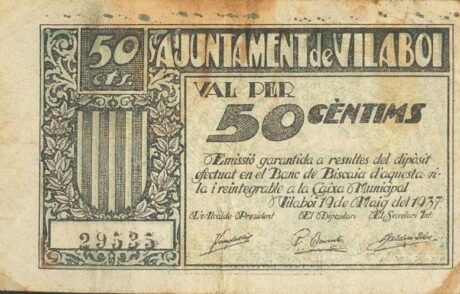 50
cts.
AJUNTAMENT de VILABOI
VAL PER
50 CÈNTIMS
Emissió garantida a resultes del dipòsit
efectuat en el Banc de Biscaia d'aquesta vi-
la i reintegrable a la Caixa Municipal
Vilaboi 19 de Maig del 1937
L'Alcalde President El Dipositari El Secretari Int.
29535